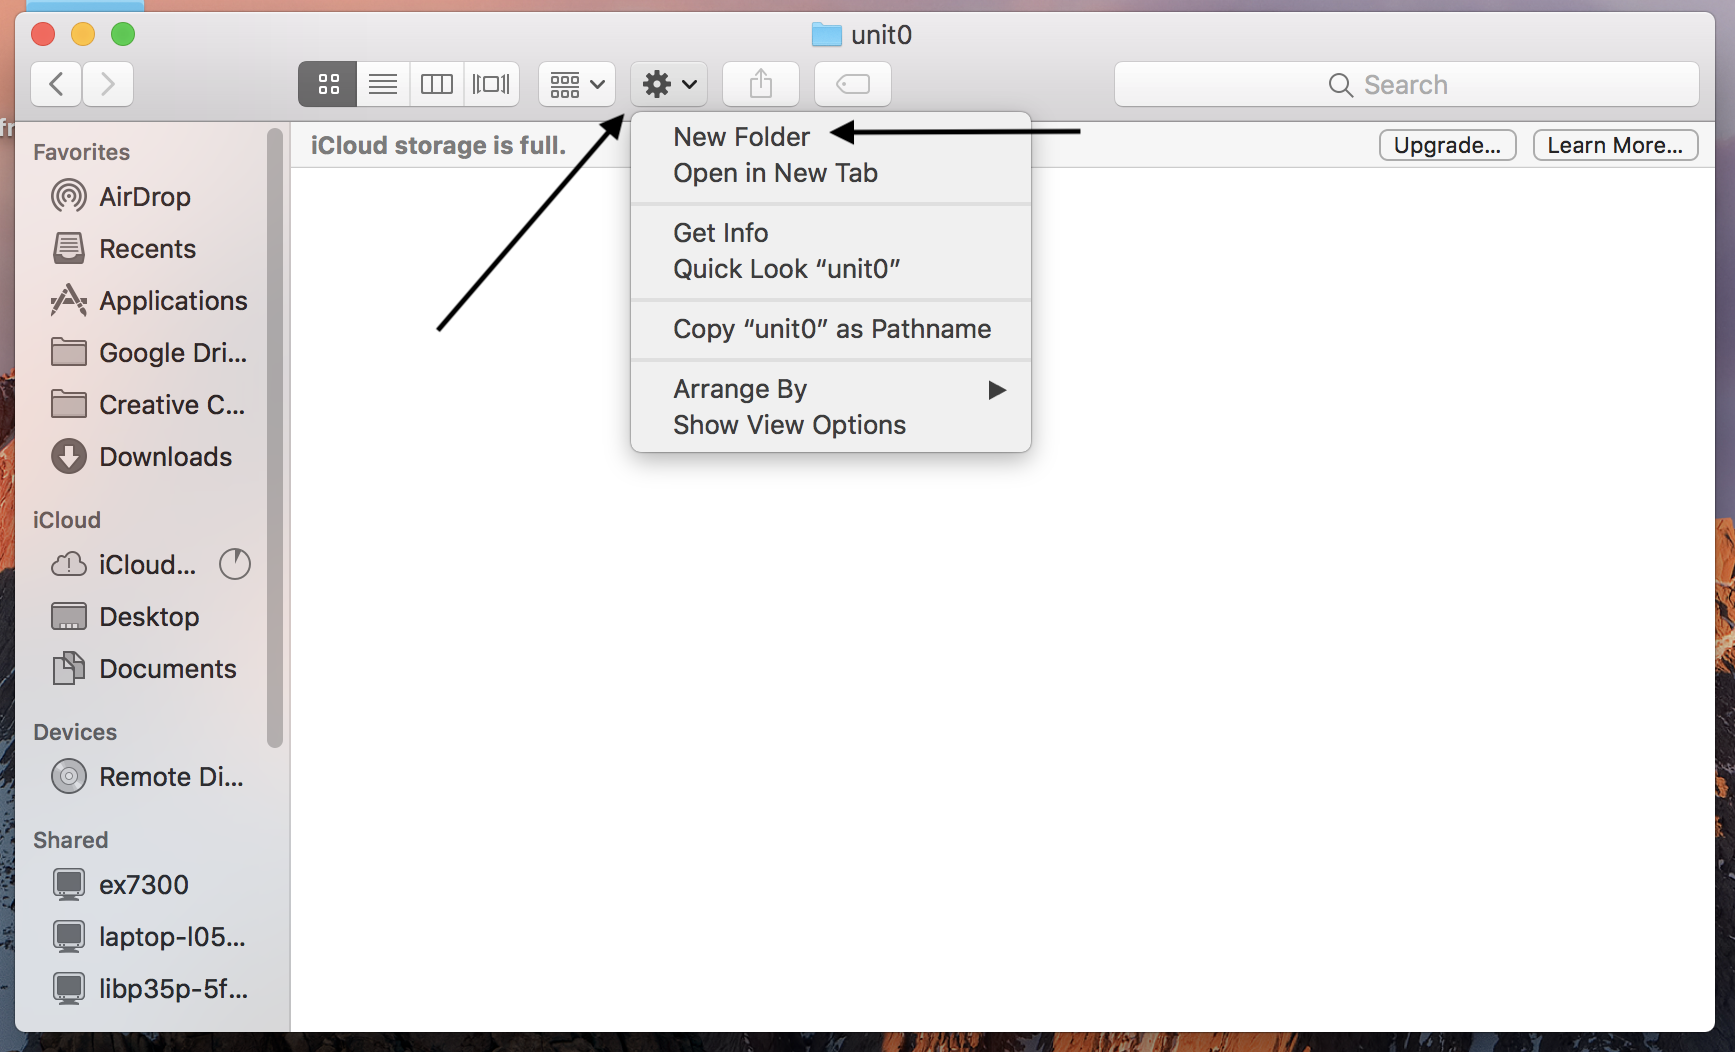 unit0
Search
fr
iCloud storage is full.
Upgrade...
Learn More...
Favorites
AirDrop
Recents
Applications
Google Dri...
Creative C...
Downloads
iCloud
iCloud...
Desktop
Documents
Devices
Remote Di...
Shared
ex7300
laptop-l05...
libp35p-5f...
New Folder
Open in New Tab
Get Info
Quick Look “unit0”
Copy “unit0” as Pathname
Arrange By
Show View Options